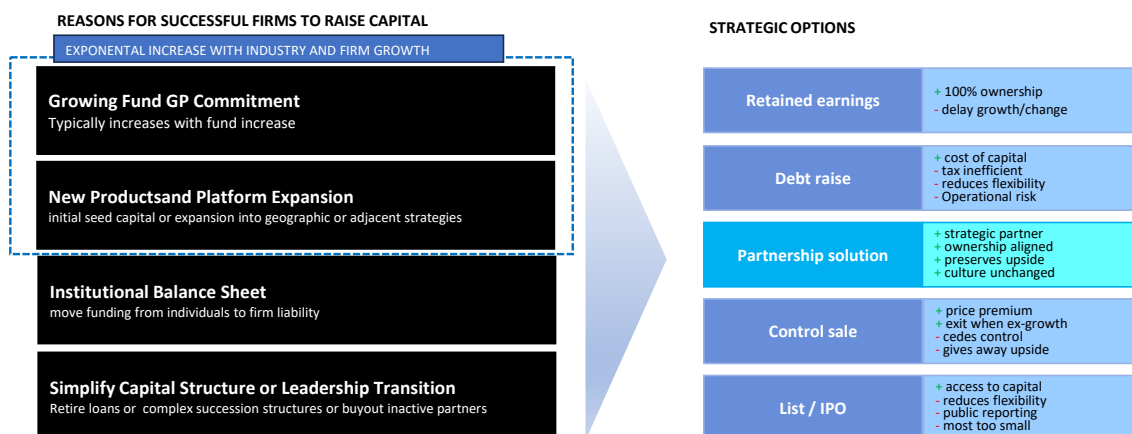 REASONS FOR SUCCESSFUL FIRMS TO RAISE CAPITAL
EXPONENTAL INCREASE WITH INDUSTRY AND FIRM GROWTH
Growing Fund GP Commitment
Typically increases with fund increase
New Productsand Platform Expansion
initial seed capital or expansion into geographic or adjacent strategies
Institutional Balance Sheet
move funding from individuals to firm liability
Simplify Capital Structure or Leadership Transition
Retire loans or complex succession structures or buyout inactive partners
STRATEGIC OPTIONS
Retained earnings
+ 100% ownership
- delay growth/change
Debt raise
+ cost of capital
- tax inefficient
- reduces flexibility
- Operational risk
Partnership solution
+ strategic partner
+ ownership aligned
+ preserves upside
+ culture unchanged
Control sale
+ price premium
+ exit when ex-growth
- cedes control
- gives away upside
List / IPO
+ access to capital
- reduces flexibility
- public reporting
- most too small